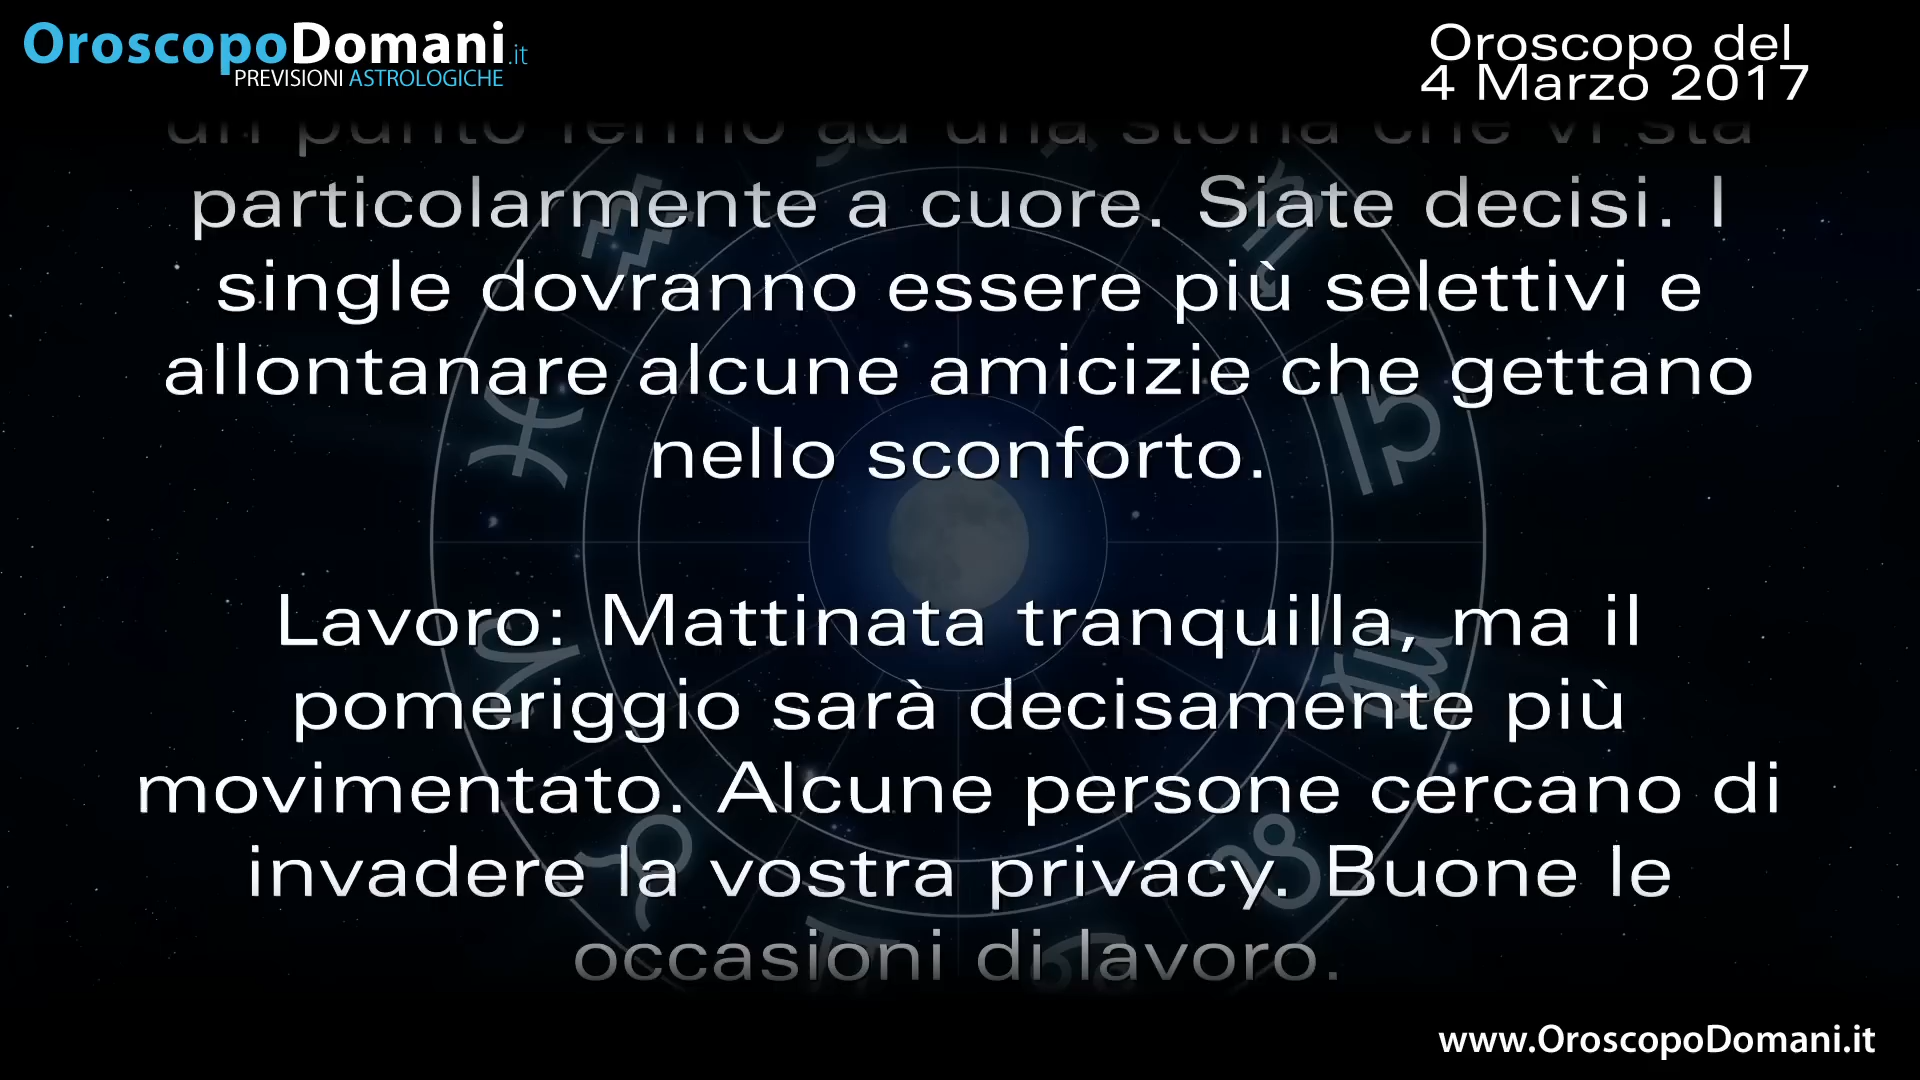 OroscopoDomani.it
PREVISIONI ASTROLOGICHE
Oroscopo del
4 Marzo 2017
un punto fermo ad una storia che vi sta
particolarmente a cuore. Siate decisi. I
single dovranno essere più selettivi e
allontanare alcune amicizie che gettano
nello sconforto.
Lavoro: Mattinata tranquilla, ma il
pomeriggio sarà decisamente più
movimentato. Alcune persone cercano di
invadere la vostra privacy. Buone le
occasioni di lavoro.
www.OroscopoDomani.it